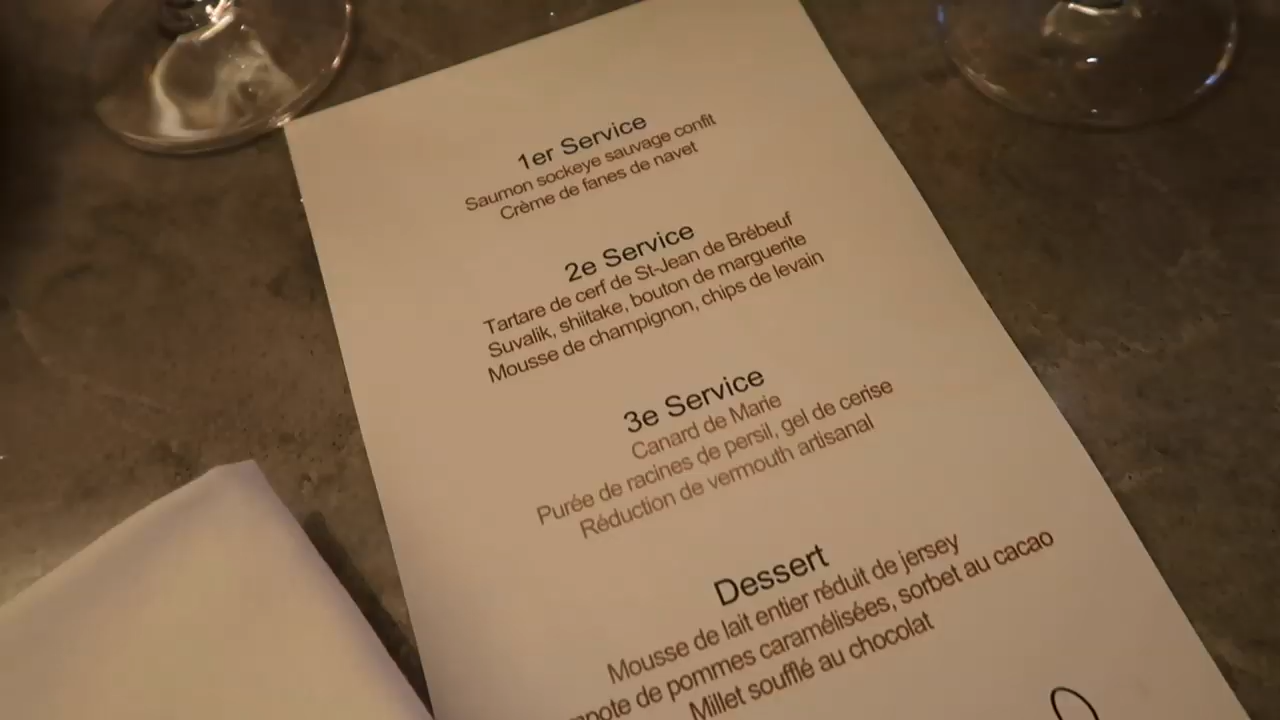 1er Service
Saumon sockeye sauvage confit
Crème de fanes de navet
2e Service
Tartare de cerf de St-Jean de Brébeuf
Suvalik, shiitake, bouton de marguerite
Mousse de champignon, chips de levain
3e Service
Canard de Marie
Purée de racines de persil, gel de cerise
Réduction de vermouth artisanal
Dessert
Mousse de lait entier réduit de jersey
de pommes caramélisées, sorbet au cacao
Millet soufflé au chocolat